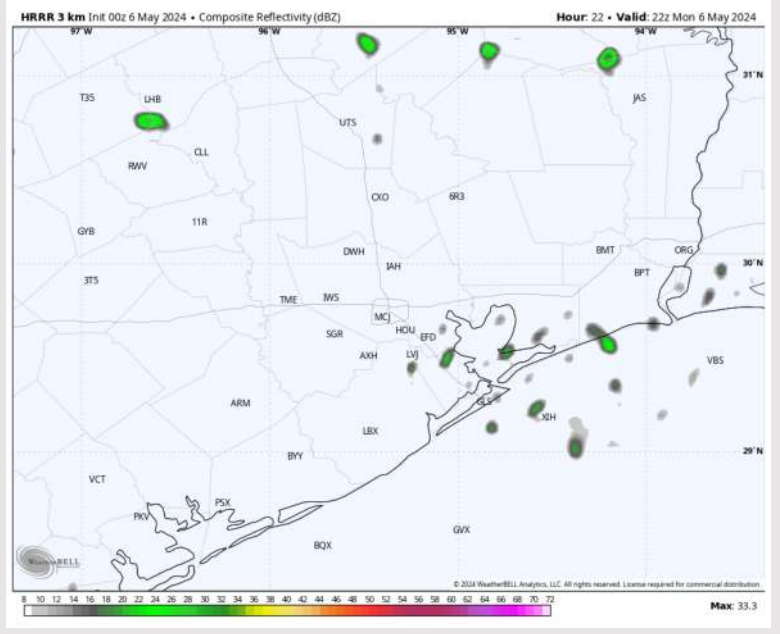 HRRR 3 km Init 00z 6 May 2024 • Composite Reflectivity (dBZ) Hour: 22 • Valid: 22z Mon 6 May 2024
97°W 96°W 95°W 94°W
31°N
T35 LHB JAS
UTS
CLL
RWV
CXO 6R3
11R
GYB
DWH BMT ORG
IAH 30°N
BPT
3T5
TME IWS
MCJ
SGR HOU EFD
AXH LVJ VBS
ARM GLS
XIH
LBX
BYY 29°N
VCT
PSX
PKV
GVX
BQX
WeatherBELL
© 2024 WeatherBELL Analytics, LLC. All rights reserved. License required for commercial distribution.
8 10 12 14 16 18 20 22 24 26 28 30 32 34 36 38 40 42 44 46 48 50 52 54 56 58 60 62 64 66 68 70 72
Max: 33.3